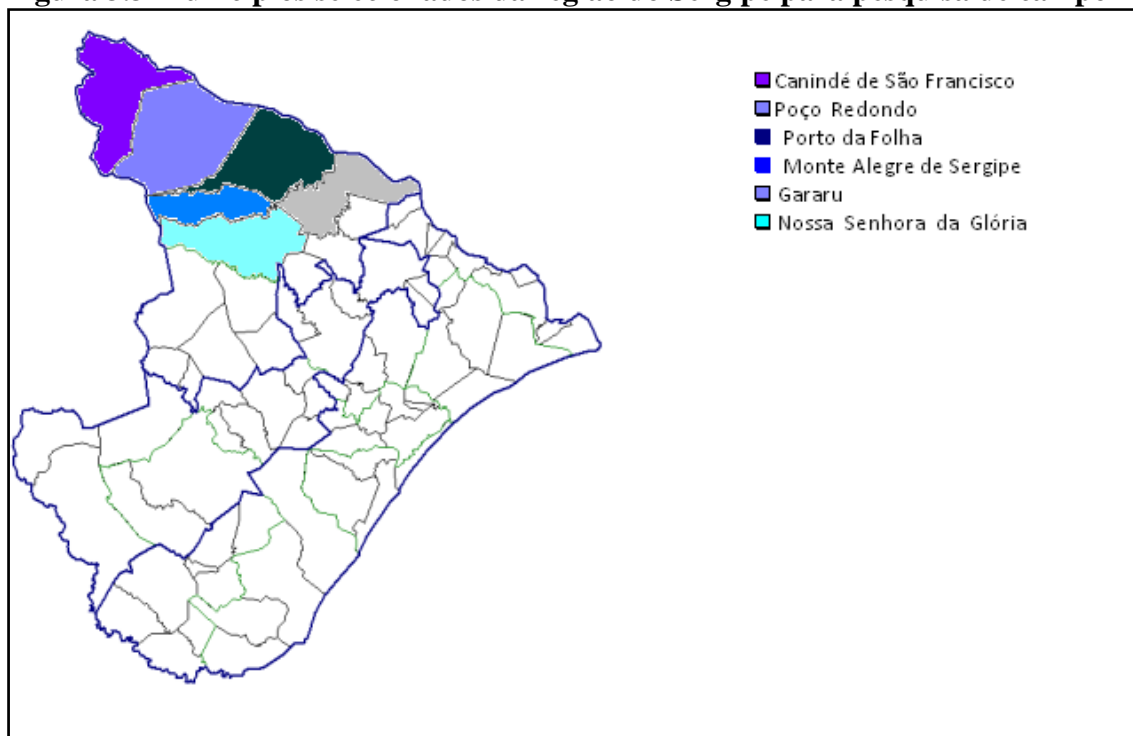 Canindé de São Francisco
Poço Redondo
Porto da Folha
Monte Alegre de Sergipe
Gararu
Nossa Senhora da Glória